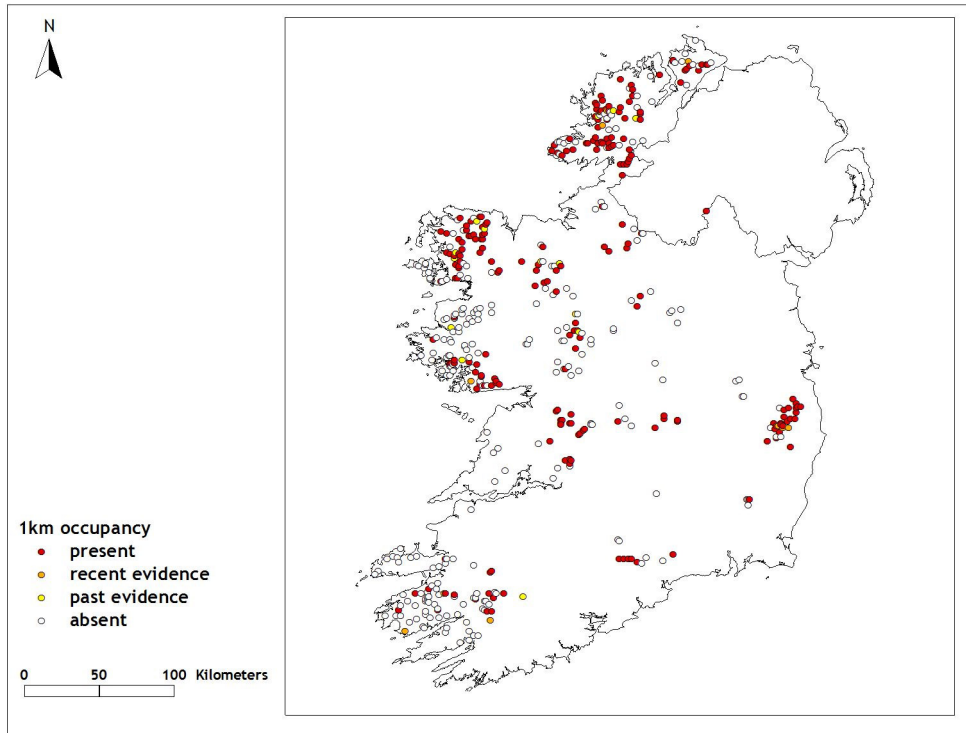 N
1km occupancy
present
recent evidence
past evidence
absent
0 50 100 Kilometers